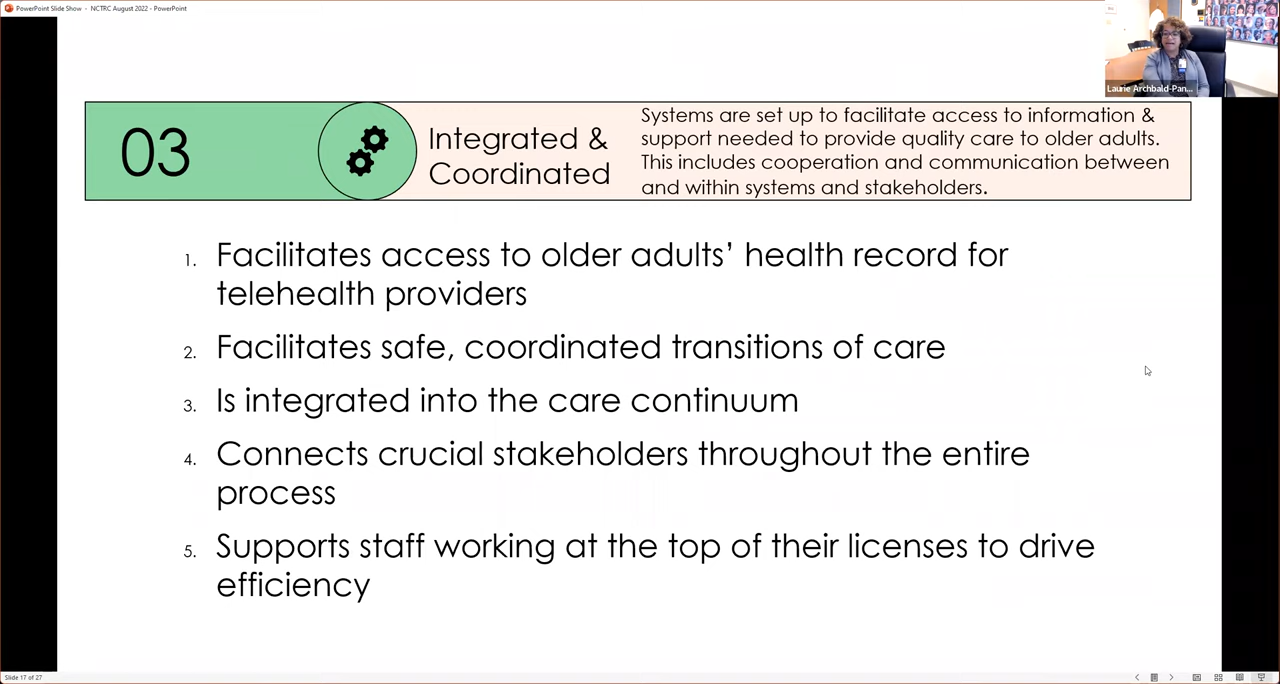 PowerPoint Slide Show - NCTRC August 2022 - PowerPoint
Laurie Archbald-Pan...
03
Integrated &
Coordinated
Systems are set up to facilitate access to information &
support needed to provide quality care to older adults.
This includes cooperation and communication between
and within systems and stakeholders.
1. Facilitates access to older adults’ health record for
telehealth providers
2. Facilitates safe, coordinated transitions of care
3. Is integrated into the care continuum
4. Connects crucial stakeholders throughout the entire
process
5. Supports staff working at the top of their licenses to drive
efficiency
Slide 17 of 27